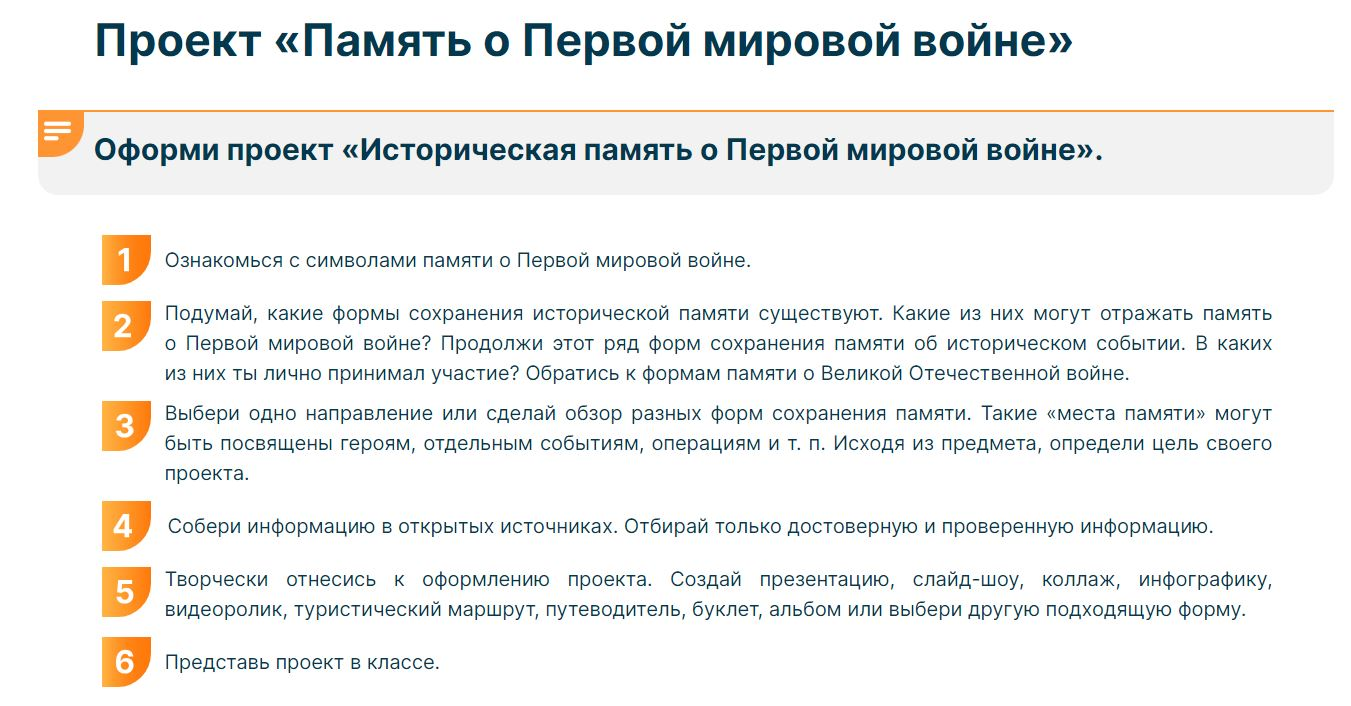 Проект «Память о Первой мировой войне»
Оформи проект «Историческая память о Первой мировой войне».
1 Ознакомься с символами памяти о Первой мировой войне.
2 Подумай, какие формы сохранения исторической памяти существуют. Какие из них могут отражать память
о Первой мировой войне? Продолжи этот ряд форм сохранения памяти об историческом событии. В каких
из них ты лично принимал участие? Обратись к формам памяти о Великой Отечественной войне.
3 Выбери одно направление или сделай обзор разных форм сохранения памяти. Такие «места памяти» могут
быть посвящены героям, отдельным событиям, операциям и т. п. Исходя из предмета, определи цель своего
проекта.
4 Собери информацию в открытых источниках. Отбирай только достоверную и проверенную информацию.
5 Творчески отнесись к оформлению проекта. Создай презентацию, слайд-шоу, коллаж, инфографику,
видеоролик, туристический маршрут, путеводитель, буклет, альбом или выбери другую подходящую форму.
6 Представь проект в классе.